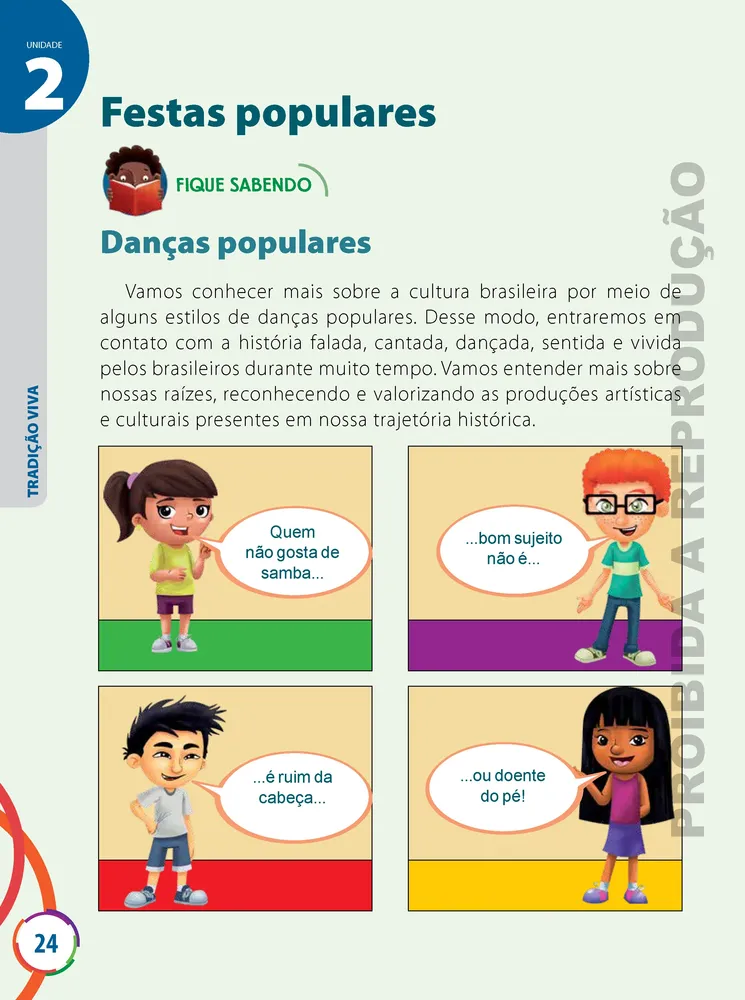 UNIDADE
2
Festas populares
FIQUE SABENDO
Danças populares
Vamos conhecer mais sobre a cultura brasileira por meio de
alguns estilos de danças populares. Desse modo, entraremos em
contato com a história falada, cantada, dançada, sentida e vivida
pelos brasileiros durante muito tempo. Vamos entender mais sobre
nossas raízes, reconhecendo e valorizando as produções artísticas
e culturais presentes em nossa trajetória histórica.
TRADIÇÃO VIVA
Quem
não gosta de
samba...
...bom sujeito
não é...
...é ruim da
cabeça...
...ou doente
do pé!
24
PROIBIDA A REPRODUÇÃO